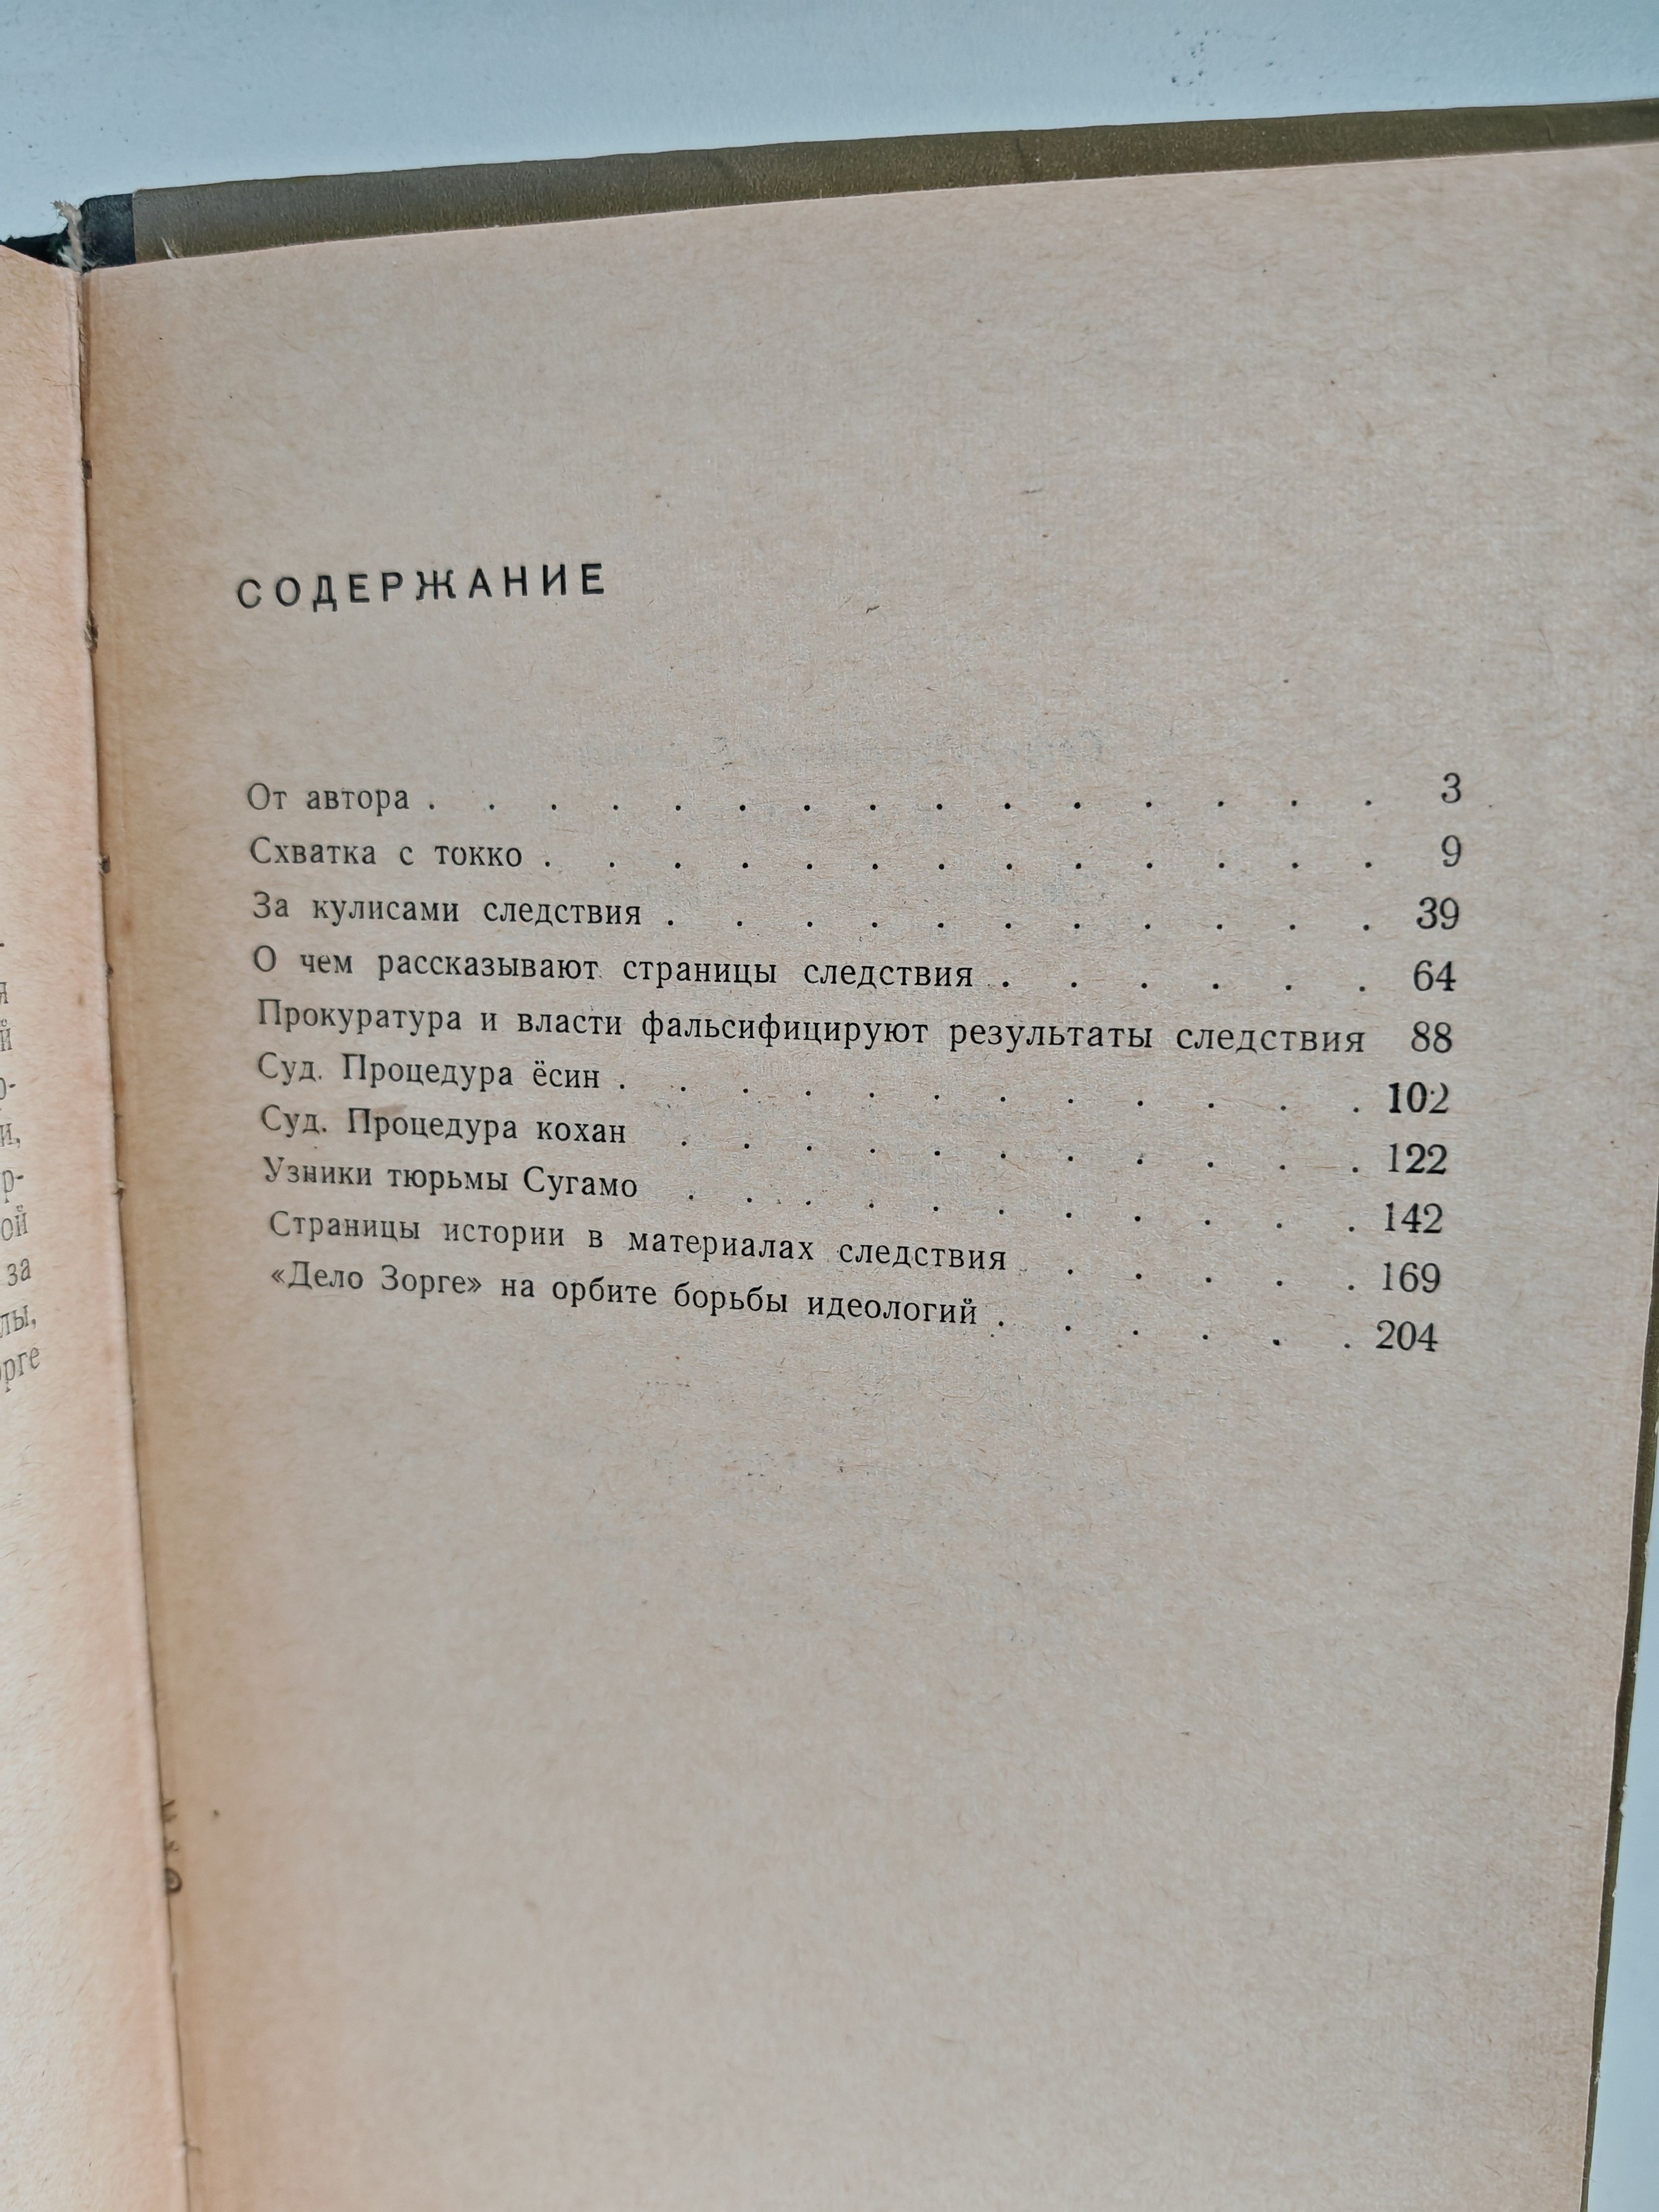 СОДЕРЖАНИЕ
От автора . . . . . . . . . . . . . . . 3
Схватка с токко . . . . . . . . . . . . . 9
За кулисами следствия . . . . . . . . . . . 39
О чем рассказывают страницы следствия . . . . . . 64
Прокуратура и власти фальсифицируют результаты следствия 88
Суд. Процедура ёсин . . . . . . . . . . . . 102
Суд. Процедура кохан . . . . . . . . . . . 122
Узники тюрьмы Сугамо . . . . . . . . . . . 142
Страницы истории в материалах следствия . . . . . 169
«Дело Зорге» на орбите борьбы идеологий . . . . . . 204
за